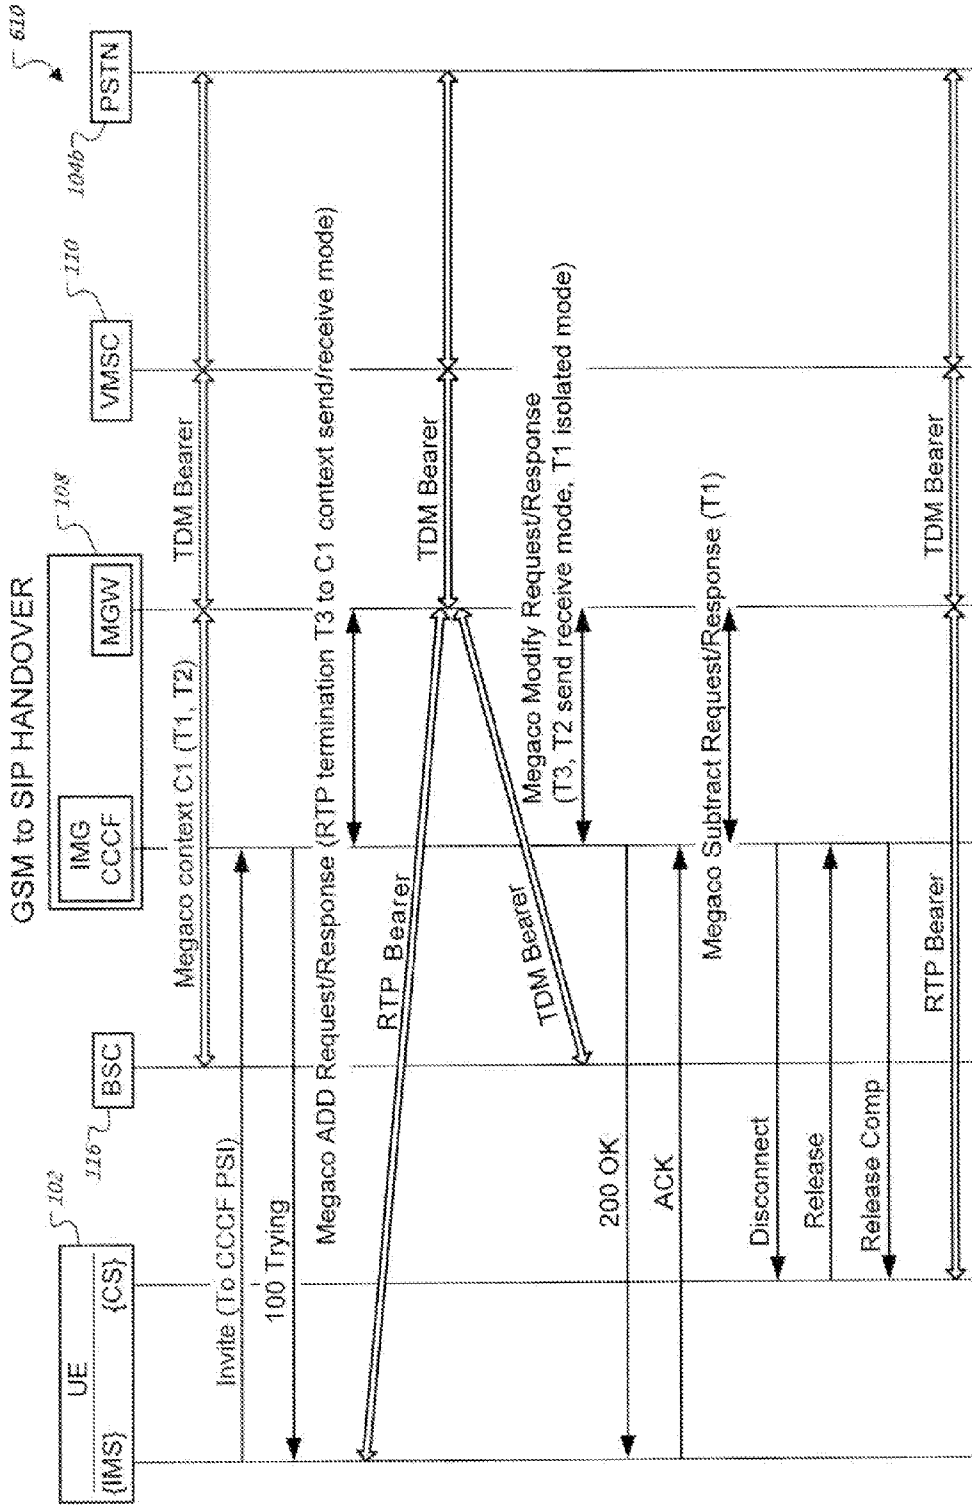 GSM to SIP HANDOVER
610
102
116
108
110
104b
UE
{IMS}
{CS}
BSC
IMG
CCCF
MGW
VMSC
PSTN
Megaco context C1 (T1, T2)
TDM Bearer
Invite (To CCCF PSI)
100 Trying
Megaco ADD Request/Response (RTP termination T3 to C1 context send/receive mode)
RTP Bearer
TDM Bearer
TDM Bearer
Megaco Modify Request/Response
(T3, T2 send receive mode, T1 isolated mode)
200 OK
ACK
Megaco Subtract Request/Response (T1)
Disconnect
Release
Release Comp
RTP Bearer
TDM Bearer